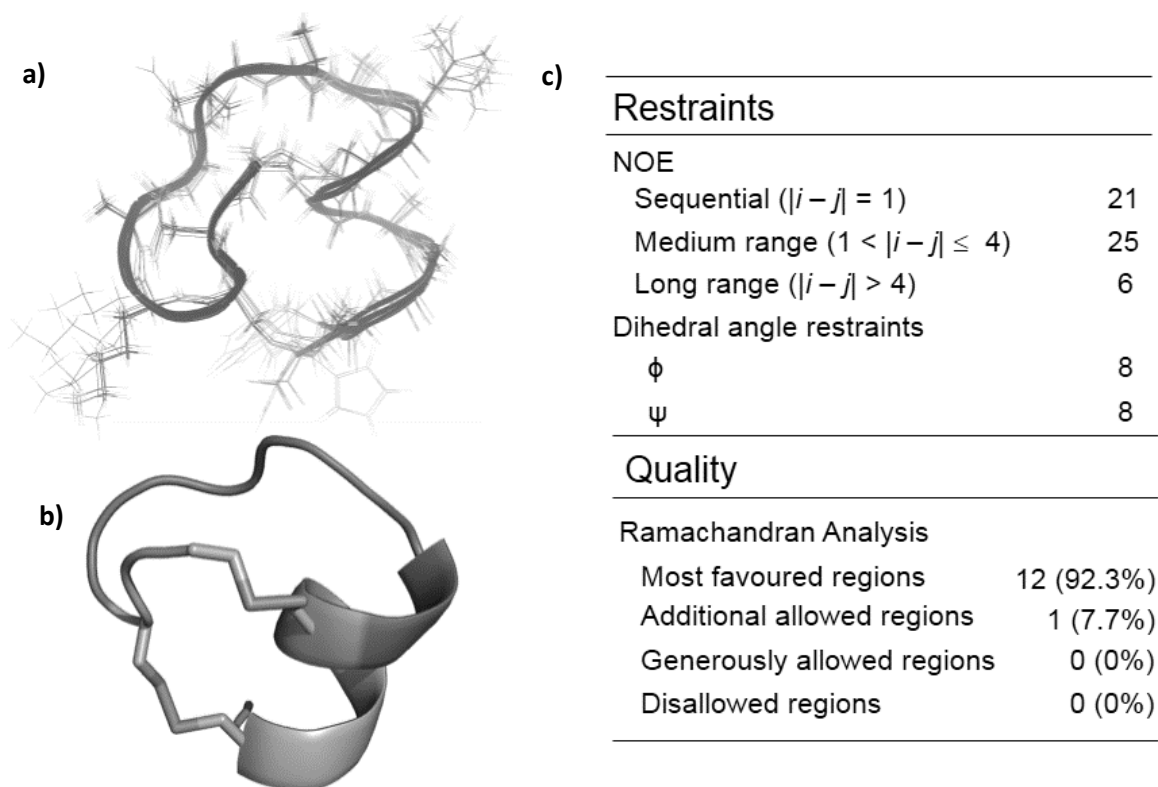 a)
b)
c)
Restraints
NOE
Sequential (|i – j| = 1) 21
Medium range (1 < |i – j| ≤ 4) 25
Long range (|i – j| > 4) 6
Dihedral angle restraints
ϕ 8
ψ 8
Quality
Ramachandran Analysis
Most favoured regions 12 (92.3%)
Additional allowed regions 1 (7.7%)
Generously allowed regions 0 (0%)
Disallowed regions 0 (0%)